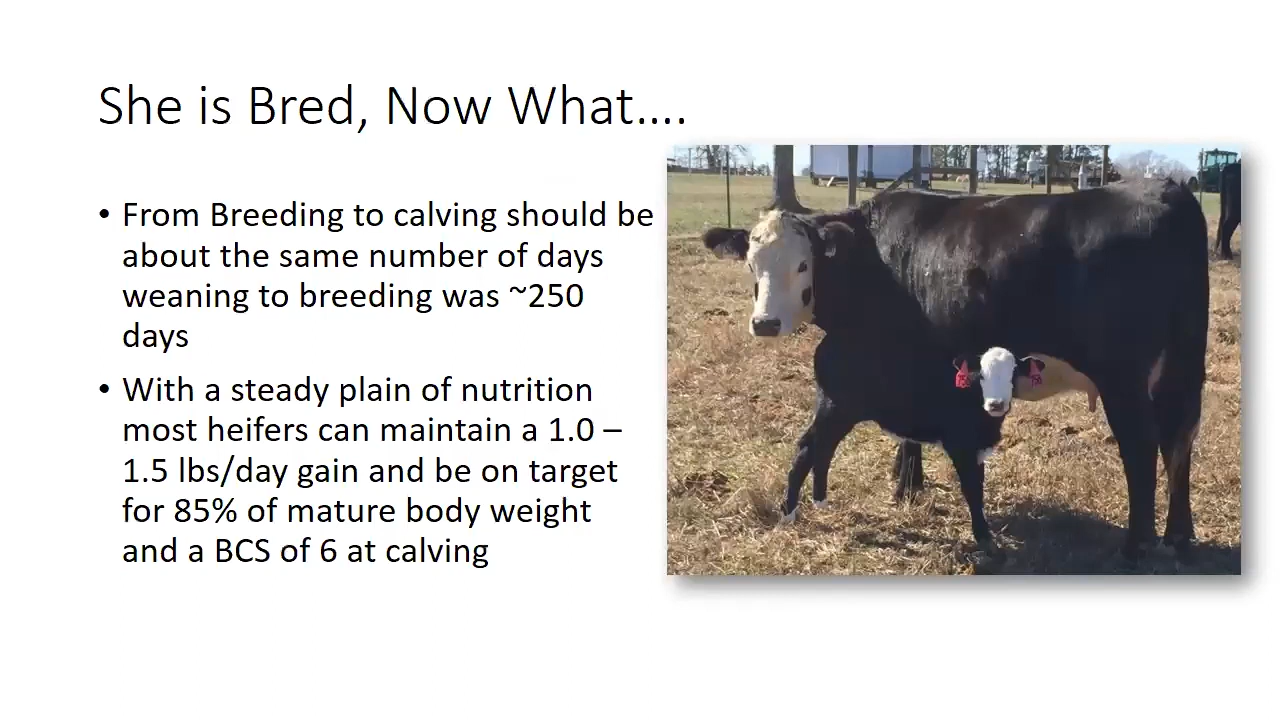 She is Bred, Now What….
• From Breeding to calving should be
about the same number of days
weaning to breeding was ~250
days
• With a steady plain of nutrition
most heifers can maintain a 1.0 –
1.5 lbs/day gain and be on target
for 85% of mature body weight
and a BCS of 6 at calving